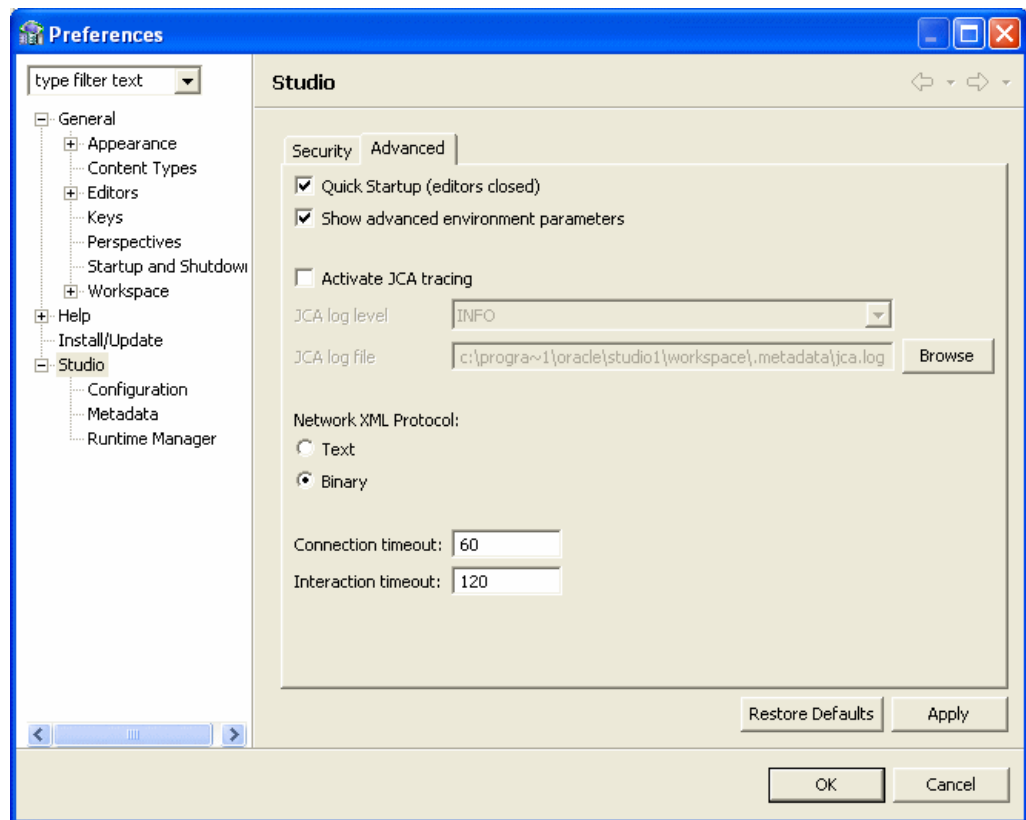 Preferences
type filter text
General
Appearance
Content Types
Editors
Keys
Perspectives
Startup and Shutdow
Workspace
Help
Install/Update
Studio
Configuration
Metadata
Runtime Manager
Studio
Security Advanced
Quick Startup (editors closed)
Show advanced environment parameters
Activate JCA tracing
JCA log level INFO
JCA log file c:\progra~1\oracle\studio1\workspace\.metadata\jca.log Browse
Network XML Protocol:
Text
Binary
Connection timeout: 60
Interaction timeout: 120
Restore Defaults Apply
OK Cancel